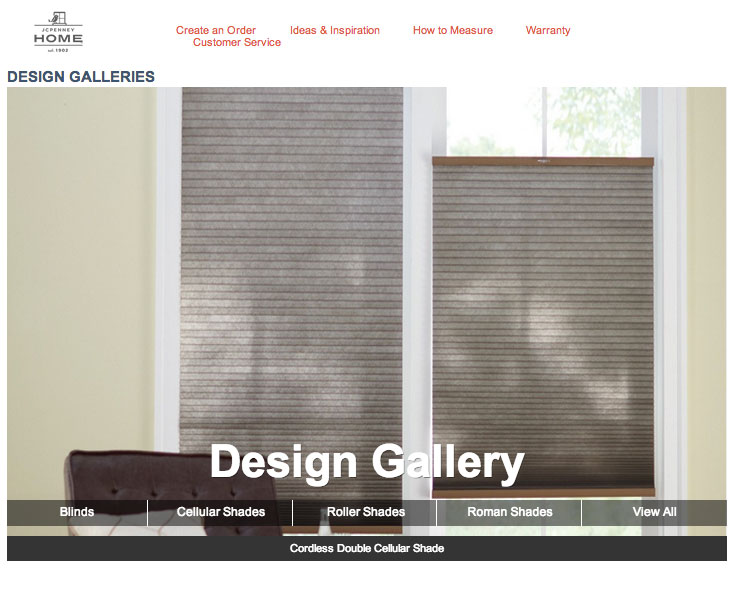 JCPENNEY
HOME
est. 1902
Create an Order Ideas & Inspiration How to Measure Warranty
Customer Service
DESIGN GALLERIES
Design Gallery
Blinds Cellular Shades Roller Shades Roman Shades View All
Cordless Double Cellular Shade